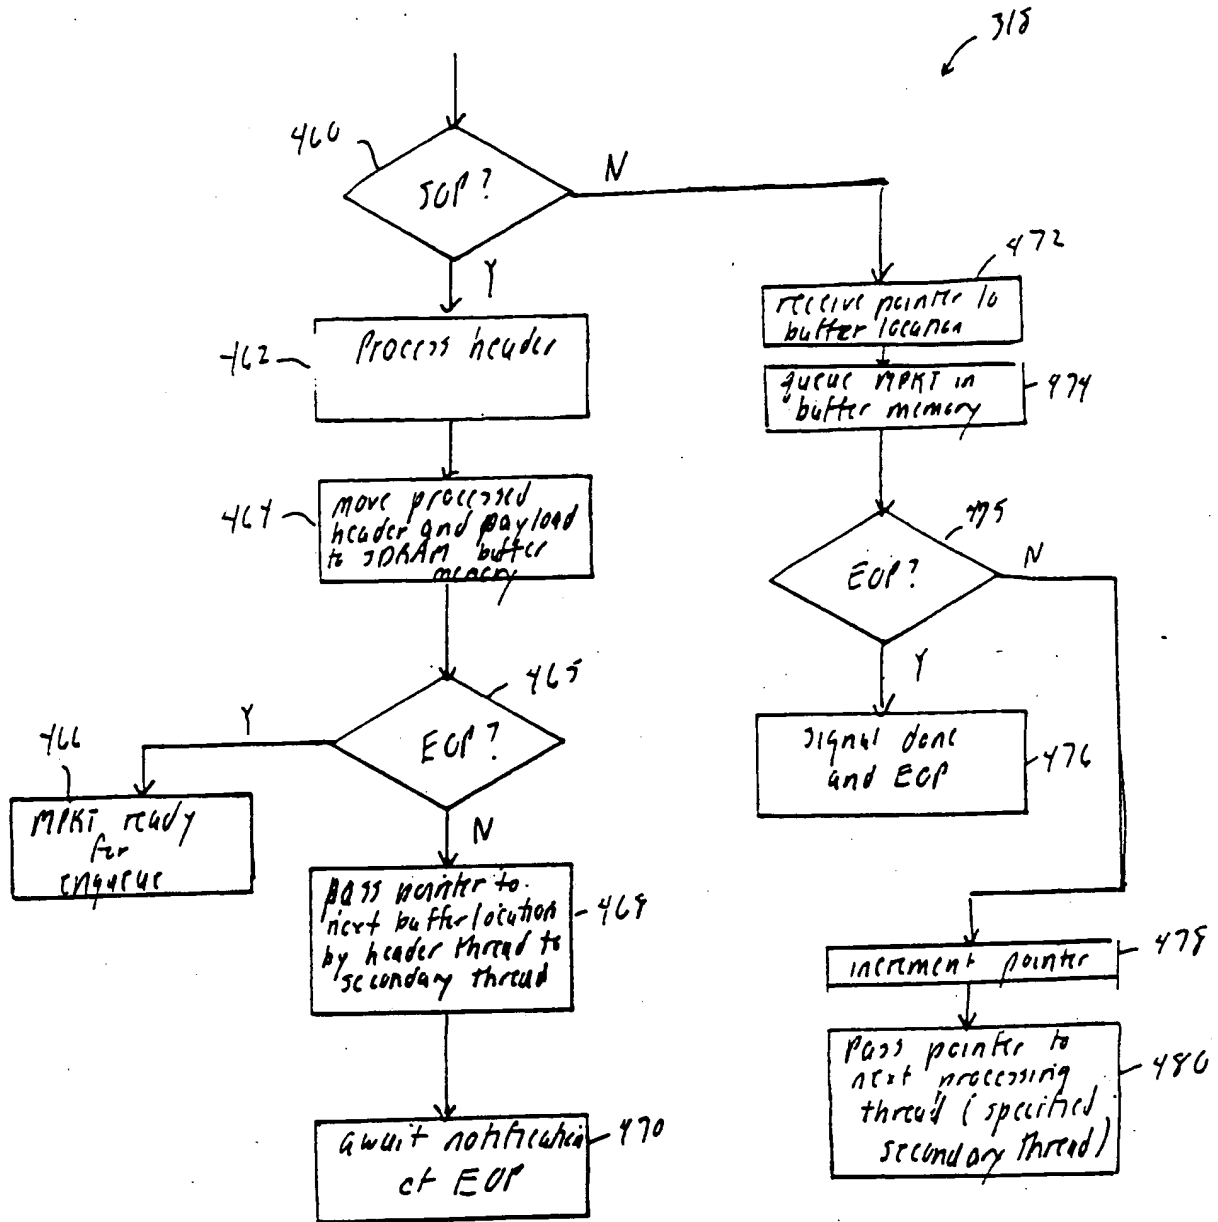 318
460
SOP?
N
Y
462
Process header
464
move processed
header and payload
to SDRAM buffer
memory
465
EOP?
Y
466
MPKT ready
for
enqueue
N
pass pointer to
next buffer location
by header thread to
secondary thread
468
await notification
of EOP
470
472
receive pointer to
buffer location
queue MPKT in
buffer memory
474
475
EOP?
N
Y
signal done
and EOP
476
increment pointer
478
Pass pointer to
next processing
thread (specified
secondary thread)
480